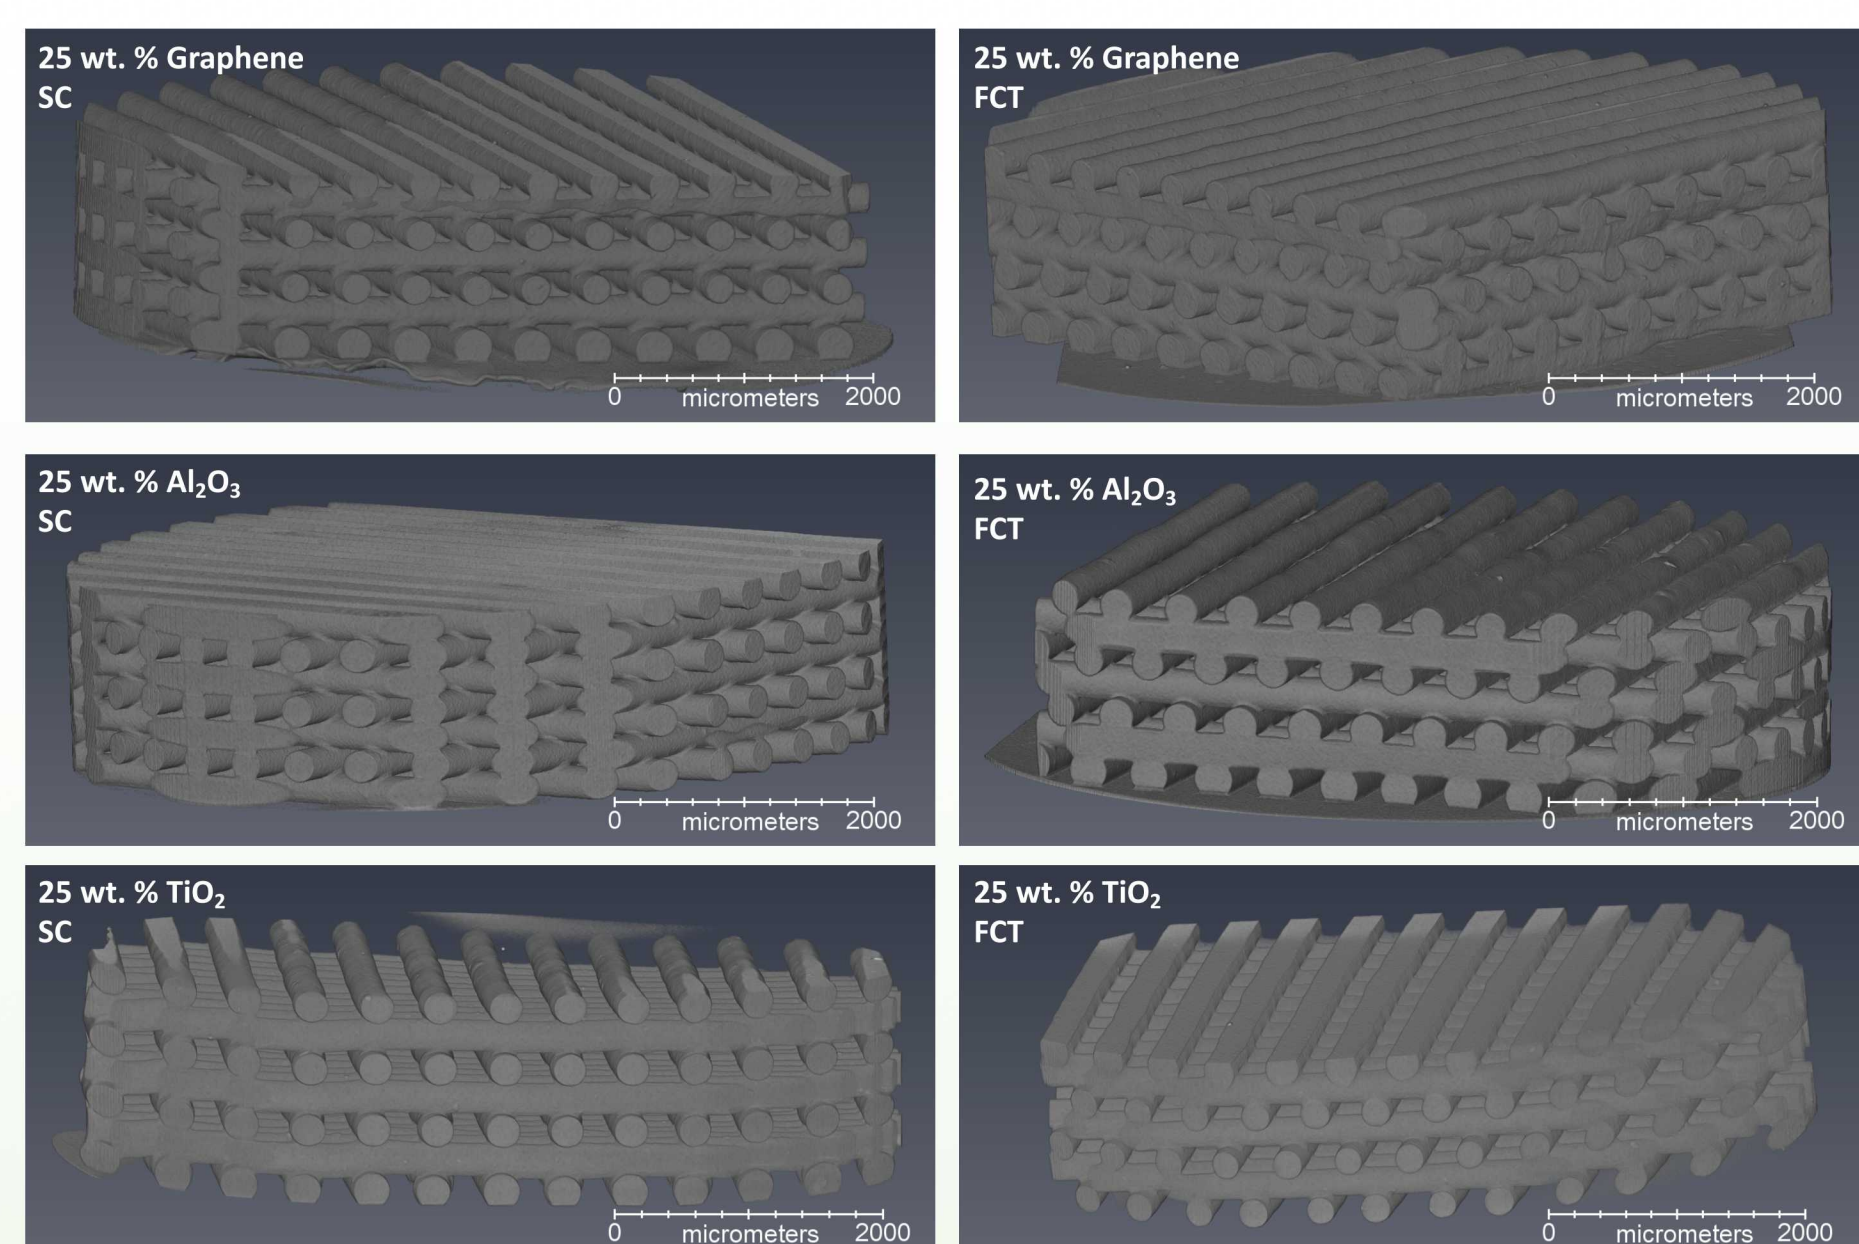 25 wt. % Graphene
SC
0 micrometers 2000
25 wt. % Graphene
FCT
0 micrometers 2000
25 wt. % Al₂O₃
SC
0 micrometers 2000
25 wt. % Al₂O₃
FCT
0 micrometers 2000
25 wt. % TiO₂
SC
0 micrometers 2000
25 wt. % TiO₂
FCT
0 micrometers 2000